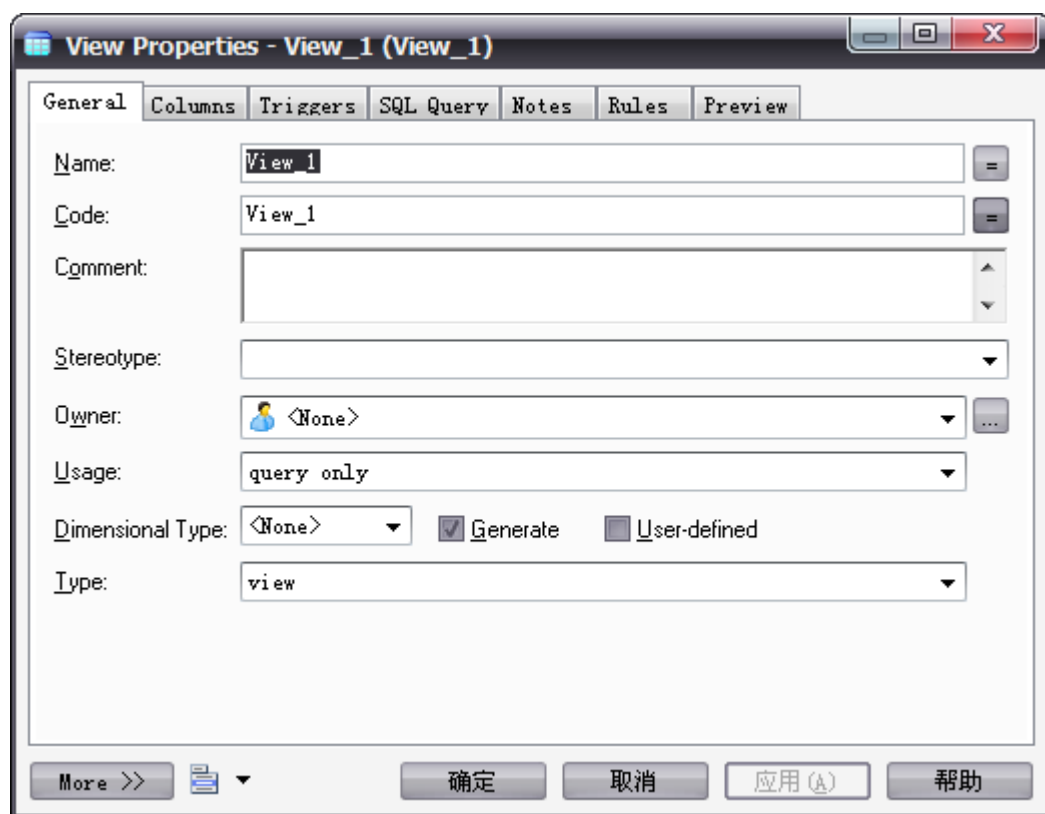 View Properties - View_1 (View_1)
General Columns Triggers SQL Query Notes Rules Preview
Name: View_1 =
Code: View_1 =
Comment:
Stereotype:
Owner: <None> ...
Usage: query only
Dimensional Type: <None> Generate User-defined
Type: view
More >> 确定 取消 应用(A) 帮助